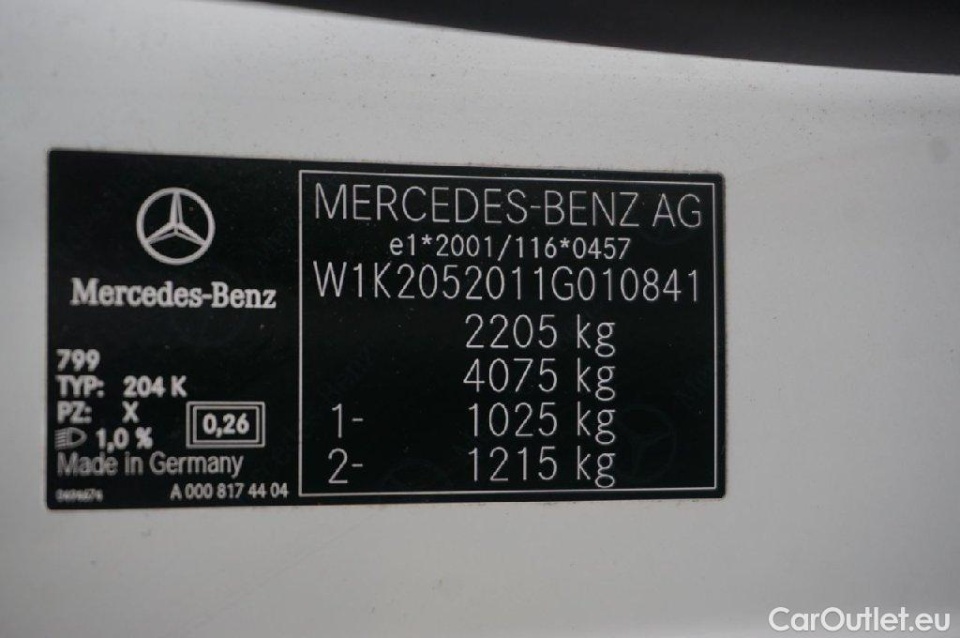 Mercedes-Benz
799
TYP: 204 K
PZ: X
1,0 %
0,26
Made in Germany
A 000 817 44 04
MERCEDES-BENZ AG
e1*2001/116*0457
W1K2052011G010841
2205 kg
4075 kg
1- 1025 kg
2- 1215 kg
CarOutlet.eu